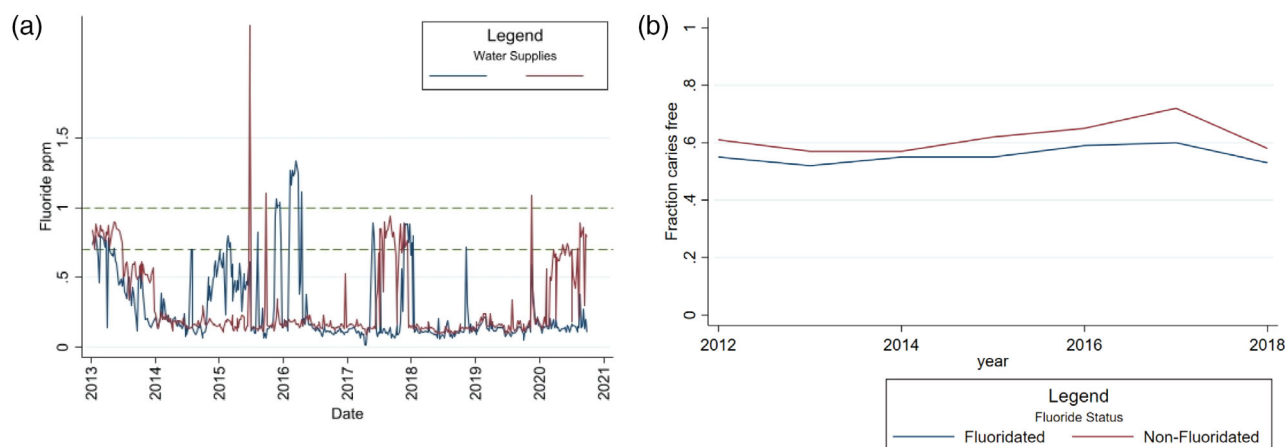 (a)
Legend
Water Supplies
Fluoride ppm
1.5
1
.5
0
2013 2014 2015 2016 2017 2018 2019 2020 2021
Date
(b)
Fraction caries free
1
.8
.6
.4
.2
0
2012 2014 2016 2018
year
Legend
Fluoride Status
Fluoridated Non-Fluoridated